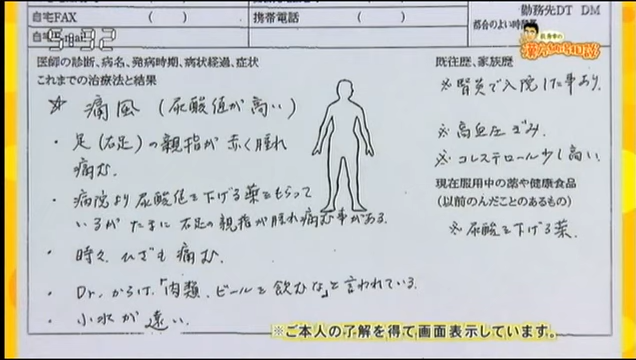 自宅FAX ( ) 携帯電話 ( ) 勤務先DT DM
都合のよい時間
自宅E-mail
医師の診断、病名、発病時期、病状経過、症状
これまでの治療法と結果
☆ 痛風 (尿酸値が高い)
・足(右足)の親指が赤く腫れ
痛む。
・病院より尿酸値を下げる薬をもらって
いるがたまに右足の親指が腫れ痛む事がある。
・時々ひざも痛む。
・Dr.からは、「肉類、ビールを飲むな」と言われている。
・小水が遠い。
既往歴、家族歴
※腎炎で入院した事あり。
※高血圧ぎみ。
※コレステロール少し高い。
現在服用中の薬や健康食品
(以前のんだことのあるもの)
※尿酸を下げる薬。
※ご本人の了解を得て画面表示しています。